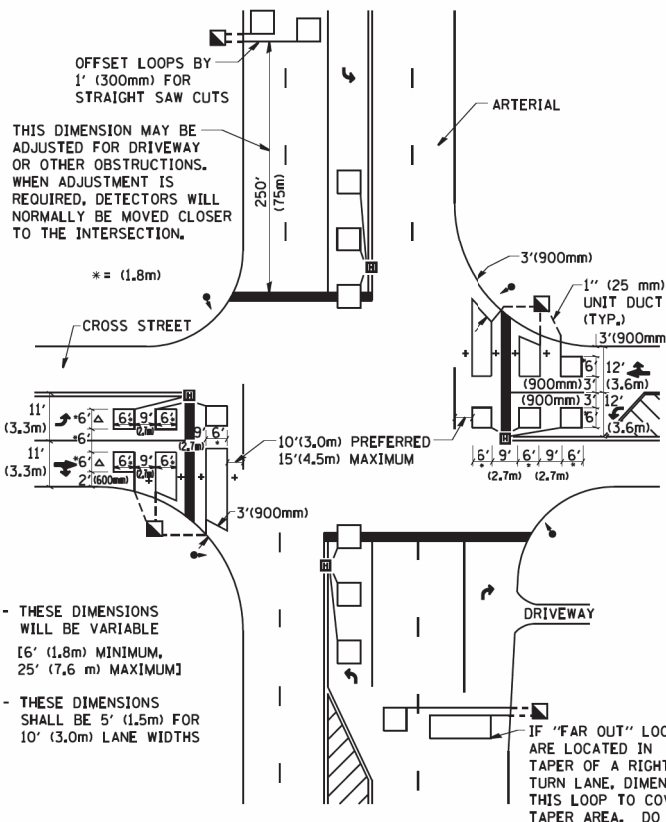 OFFSET LOOPS BY
1' (300mm) FOR
STRAIGHT SAW CUTS
ARTERIAL
THIS DIMENSION MAY BE
ADJUSTED FOR DRIVEWAY
OR OTHER OBSTRUCTIONS.
WHEN ADJUSTMENT IS
REQUIRED, DETECTORS WILL
NORMALLY BE MOVED CLOSER
TO THE INTERSECTION.
250'
(75m)
* = (1.8m)
3'(900mm)
1'' (25 mm)
UNIT DUCT
(TYP.)
CROSS STREET
3'(900mm)
*6'
12'
(3.6m)
(900mm) 3'
(900mm) 3'
12'
*6'
(3.6m)
H
H
11'
(3.3m)
*6'
△
6' 9' 6'
(2.7m)
*6'
9' 6'
(2.7m) *
11'
(3.3m)
*6'
△
6' 9' 6'
(2.7m)
2' (600mm)
10'(3.0m) PREFERRED
15'(4.5m) MAXIMUM
H
6' 9' 6' 9' 6'
* * *
(2.7m) (2.7m)
3'(900mm)
H
- THESE DIMENSIONS
WILL BE VARIABLE
[6' (1.8m) MINIMUM,
25' (7.6 m) MAXIMUM]
DRIVEWAY
- THESE DIMENSIONS
SHALL BE 5' (1.5m) FOR
10' (3.0m) LANE WIDTHS
IF "FAR OUT" LOO
ARE LOCATED IN
TAPER OF A RIGHT
TURN LANE, DIMEN
THIS LOOP TO COV
TAPER AREA. DO